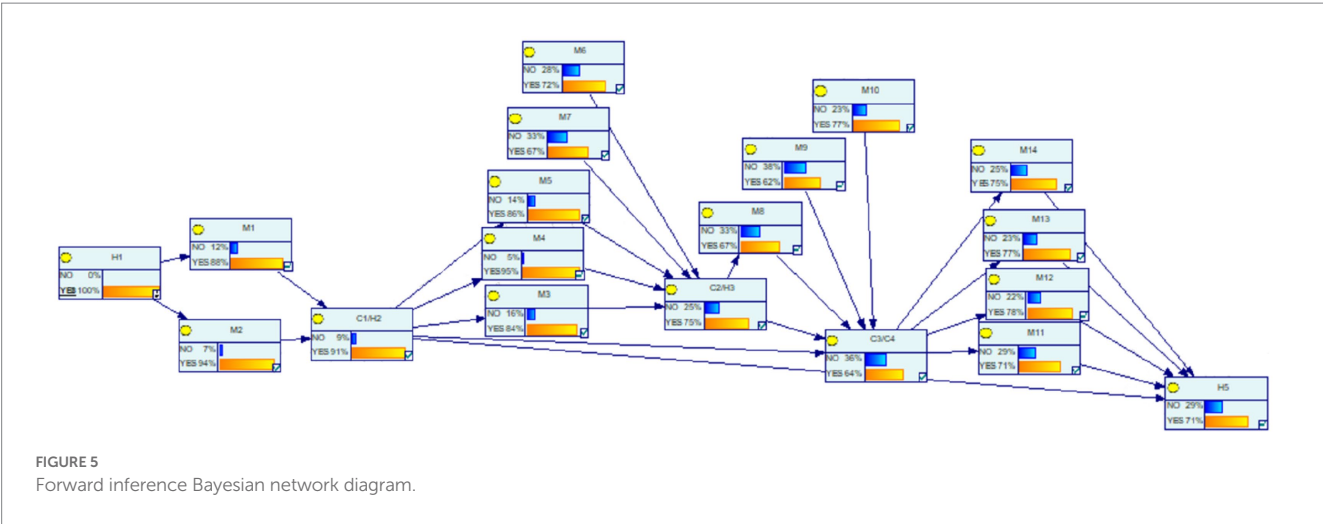 M6
NO 28%
YES 72%
M7
NO 33%
YES 67%
M5
NO 14%
YES 86%
M4
NO 5%
YES 95%
M3
NO 16%
YES 84%
M10
NO 23%
YES 77%
M9
NO 38%
YES 62%
M8
NO 33%
YES 67%
M14
NO 25%
YES 75%
M13
NO 23%
YES 77%
M12
NO 22%
YES 78%
M11
NO 29%
YES 71%
M1
NO 12%
YES 88%
H1
NO 0%
YES 100%
M2
NO 7%
YES 94%
C1/H2
NO 9%
YES 91%
C2/H3
NO 25%
YES 75%
C3/C4
NO 36%
YES 64%
H5
NO 29%
YES 71%
FIGURE 5
Forward inference Bayesian network diagram.